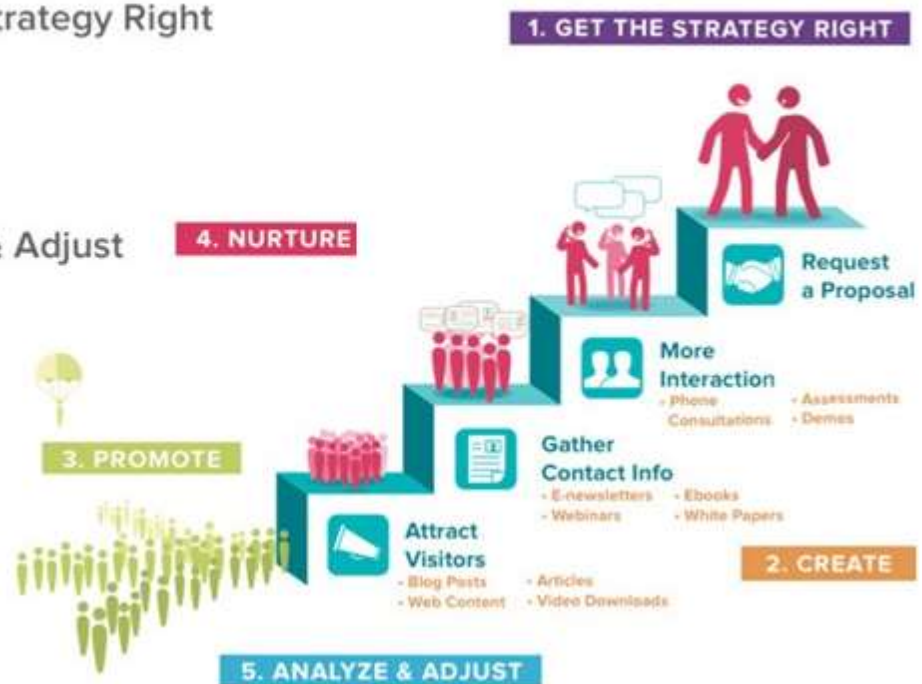 trategy Right
1. GET THE STRATEGY RIGHT
Adjust
4. NURTURE
Request
a Proposal
More
Interaction
• Phone
Consultations
• Assessments
• Demos
3. PROMOTE
Gather
Contact Info
• E-newsletters • Ebooks
• Webinars • White Papers
Attract
Visitors
• Blog Posts • Articles
• Web Content • Video Downloads
2. CREATE
5. ANALYZE & ADJUST